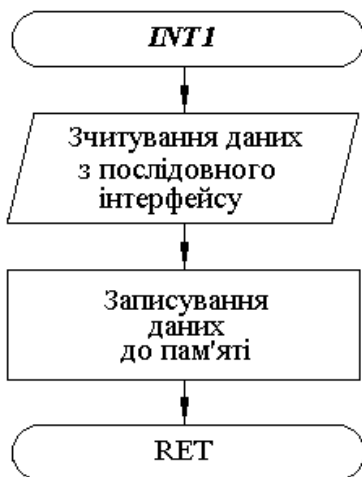 INT1
Зчитування даних
з послідовного
інтерфейсу
Записування
даних
до пам'яті
RET